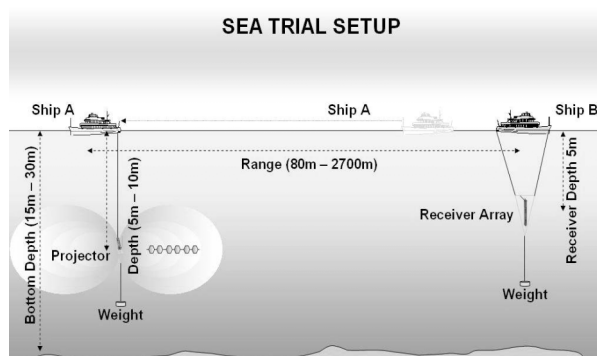 SEA TRIAL SETUP
Ship A
Ship A
Ship B
Range (80m – 2700m)
Bottom Depth (15m – 30m)
Depth (5m – 10m)
Receiver Depth 5m
Receiver Array
Projector
Weight
Weight